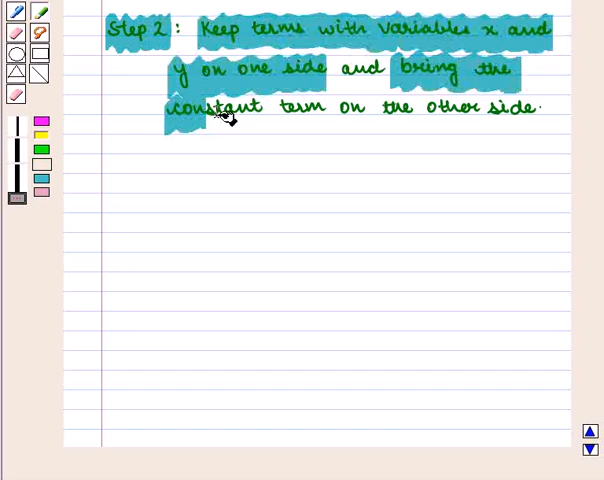 Step 2 : Keep terms with variables x and
y on one side and bring the
constant term on the other side.